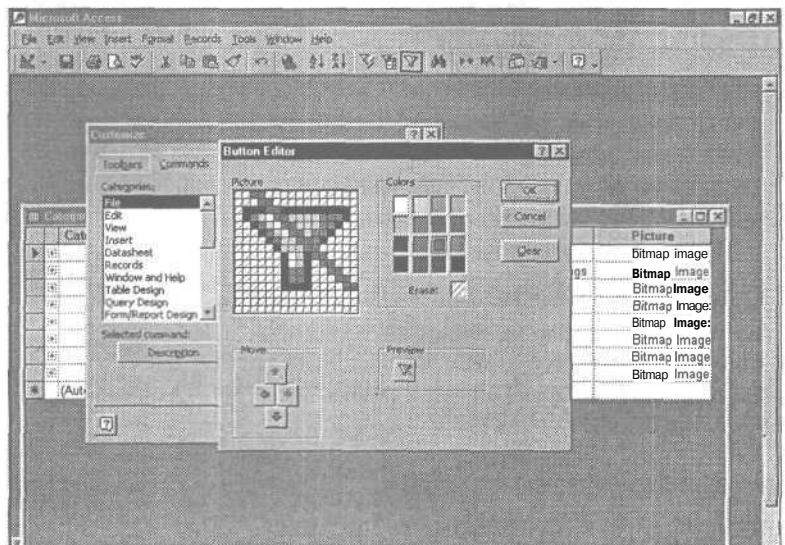 Microsoft Access
File Edit View Insert Format Records Tools Window Help
Customize
Toolbars Commands
Categories:
File
Edit
View
Insert
Datasheet
Records
Window and Help
Table Design
Query Design
Form/Report Design
Selected command:
Description
Button Editor
Picture
Colors
OK
Cancel
Clear
Erase:
Move
Preview
Cat
(Aut
gs
Picture
Bitmap image
Bitmap Image
Bitmap Image
Bitmap Image:
Bitmap Image:
Bitmap Image
Bitmap Image
Bitmap Image